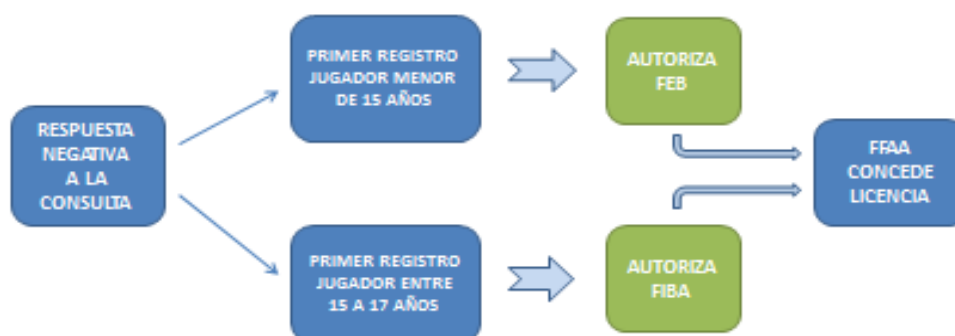 RESPUESTA
NEGATIVA
A LA
CONSULTA
PRIMER REGISTRO
JUGADOR MENOR
DE 15 AÑOS
AUTORIZA
FEB
PRIMER REGISTRO
JUGADOR ENTRE
15 A 17 AÑOS
AUTORIZA
FIBA
FFAA
CONCEDE
LICENCIA